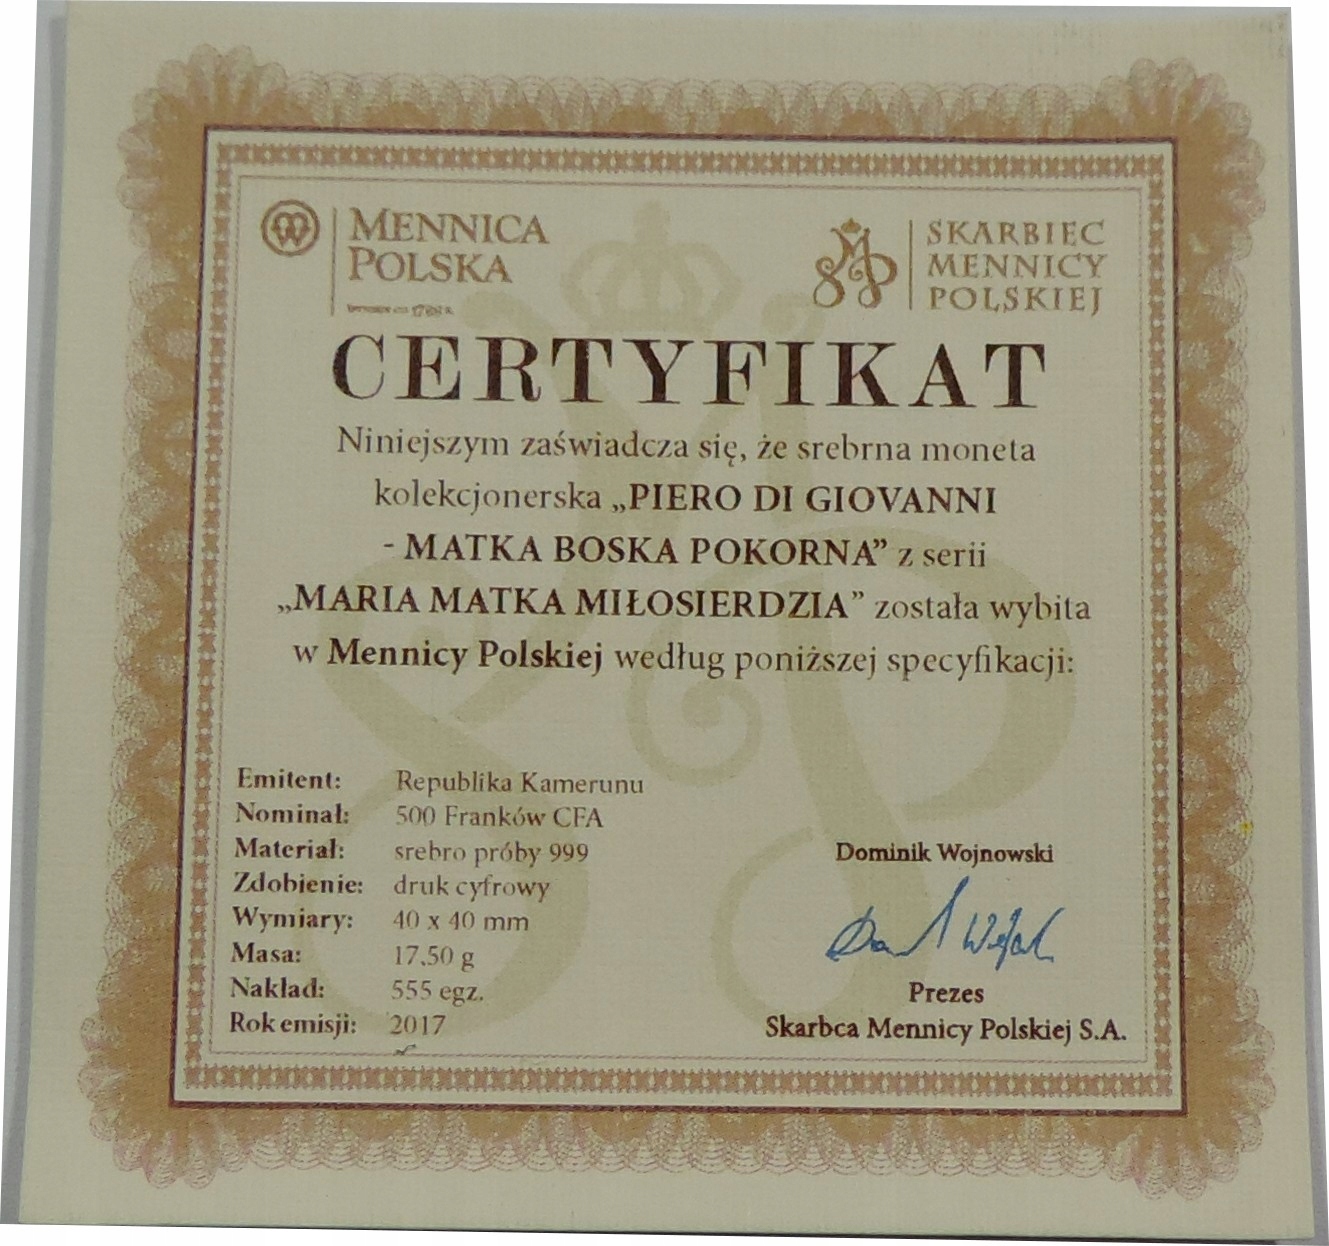 MENNICA
POLSKA
SKARBIEC
MENNICY
POLSKIEJ
CERTYFIKAT
Niniejszym zaświadcza się, że srebrna moneta
kolekcjonerska „PIERO DI GIOVANNI
- MATKA BOSKA POKORNA” z serii
„MARIA MATKA MIŁOSIERDZIA” została wybita
w Mennicy Polskiej według poniższej specyfikacji:
Emitent: Republika Kamerunu
Nominał: 500 Franków CFA
Materiał: srebro próby 999
Zdobienie: druk cyfrowy
Wymiary: 40 x 40 mm
Masa: 17,50 g
Nakład: 555 egz.
Rok emisji: 2017
Dominik Wojnowski
Prezes
Skarbca Mennicy Polskiej S.A.